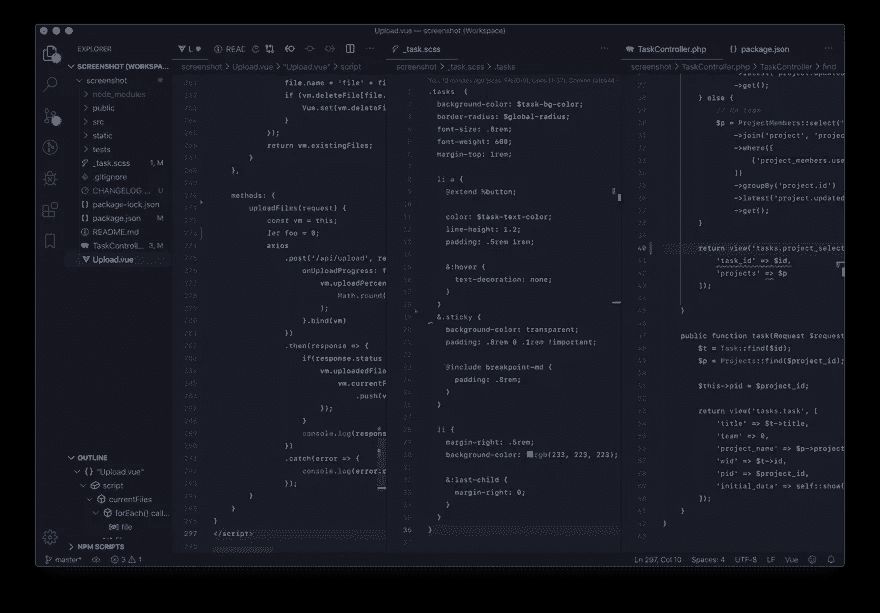 Upload.vue — screenshot (Workspace)
EXPLORER
SCREENSHOT (WORKSPA...
screenshot
node_modules
public
src
static
tests
_task.scss 1, M
.gitignore
CHANGELOG ... U
package-lock.json
package.json M
README.md
TaskControll... 3, M
Upload.vue
OUTLINE
{} "Upload.vue"
script
currentFiles
forEach() call...
file
NPM SCRIPTS
READ
screenshot > Upload.vue > "Upload.vue" > script
file.name = 'file' + fi
if (vm.deleteFile[file.
Vue.set(vm.deleteFi
}
});
return vm.existingFiles;
}
},
methods: {
uploadFiles(request) {
const vm = this;
let foo = 0;
axios
.post('/api/upload', re
onUploadProgress: f
vm.uploadPercen
Math.round(
);
}.bind(vm)
})
.then(response => {
if(response.status
vm.uploadedFile
vm.currentF
.push(v
});
}
console.log(respons
})
.catch(error => {
console.log(error.r
});
}
}
}
297 </script>
_task.scss
screenshot > _task.scss > .tasks
.tasks {
background-color: $task-bg-color;
border-radius: $global-radius;
font-size: .8rem;
font-weight: 600;
margin-top: 1rem;
li a {
@extend %button;
color: $task-text-color;
line-height: 1.2;
padding: .5rem 1rem;
&:hover {
text-decoration: none;
}
}
&.sticky {
background-color: transparent;
padding: .8rem 0 .1rem !important;
@include breakpoint-md {
padding: .8rem;
}
}
li {
margin-right: .5rem;
background-color: rgb(233, 223, 223);
&:last-child {
margin-right: 0;
}
}
36 }
TaskController.php
{} package.json
screenshot > TaskController.php > TaskController > find
->get();
} else {
$p = ProjectMembers::select('
->join('project', 'projec
->where([
['project_members.use
])
->groupBy('project.id')
->latest('project.updated
->get();
}
40 return view('tasks.project_select
'task_id' => $id,
'projects' => $p
]);
}
public function task(Request $request
$t = Task::find($id);
$p = Projects::find($project_id);
$this->pid = $project_id;
return view('tasks.task', [
'title' => $t->title,
'team' => 0,
'project_name' => $p->project
'wid' => $t->id,
'pid' => $project_id,
'initial_data' => self::show(
]);
}
}
master*
3 1
Ln 297, Col 10
Spaces: 4
UTF-8
LF
Vue